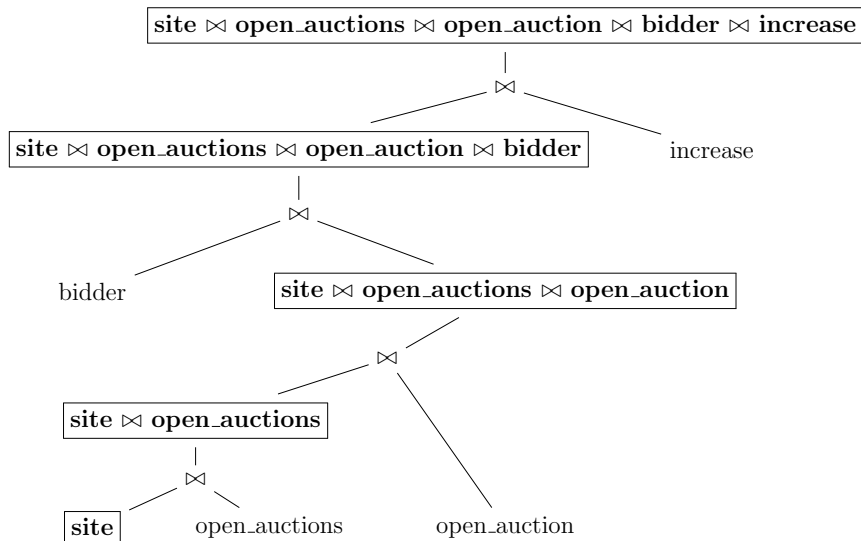 site ⋈ open_auctions ⋈ open_auction ⋈ bidder ⋈ increase
⋈
site ⋈ open_auctions ⋈ open_auction ⋈ bidder
increase
⋈
bidder
site ⋈ open_auctions ⋈ open_auction
⋈
site ⋈ open_auctions
⋈
site
open_auctions
open_auction